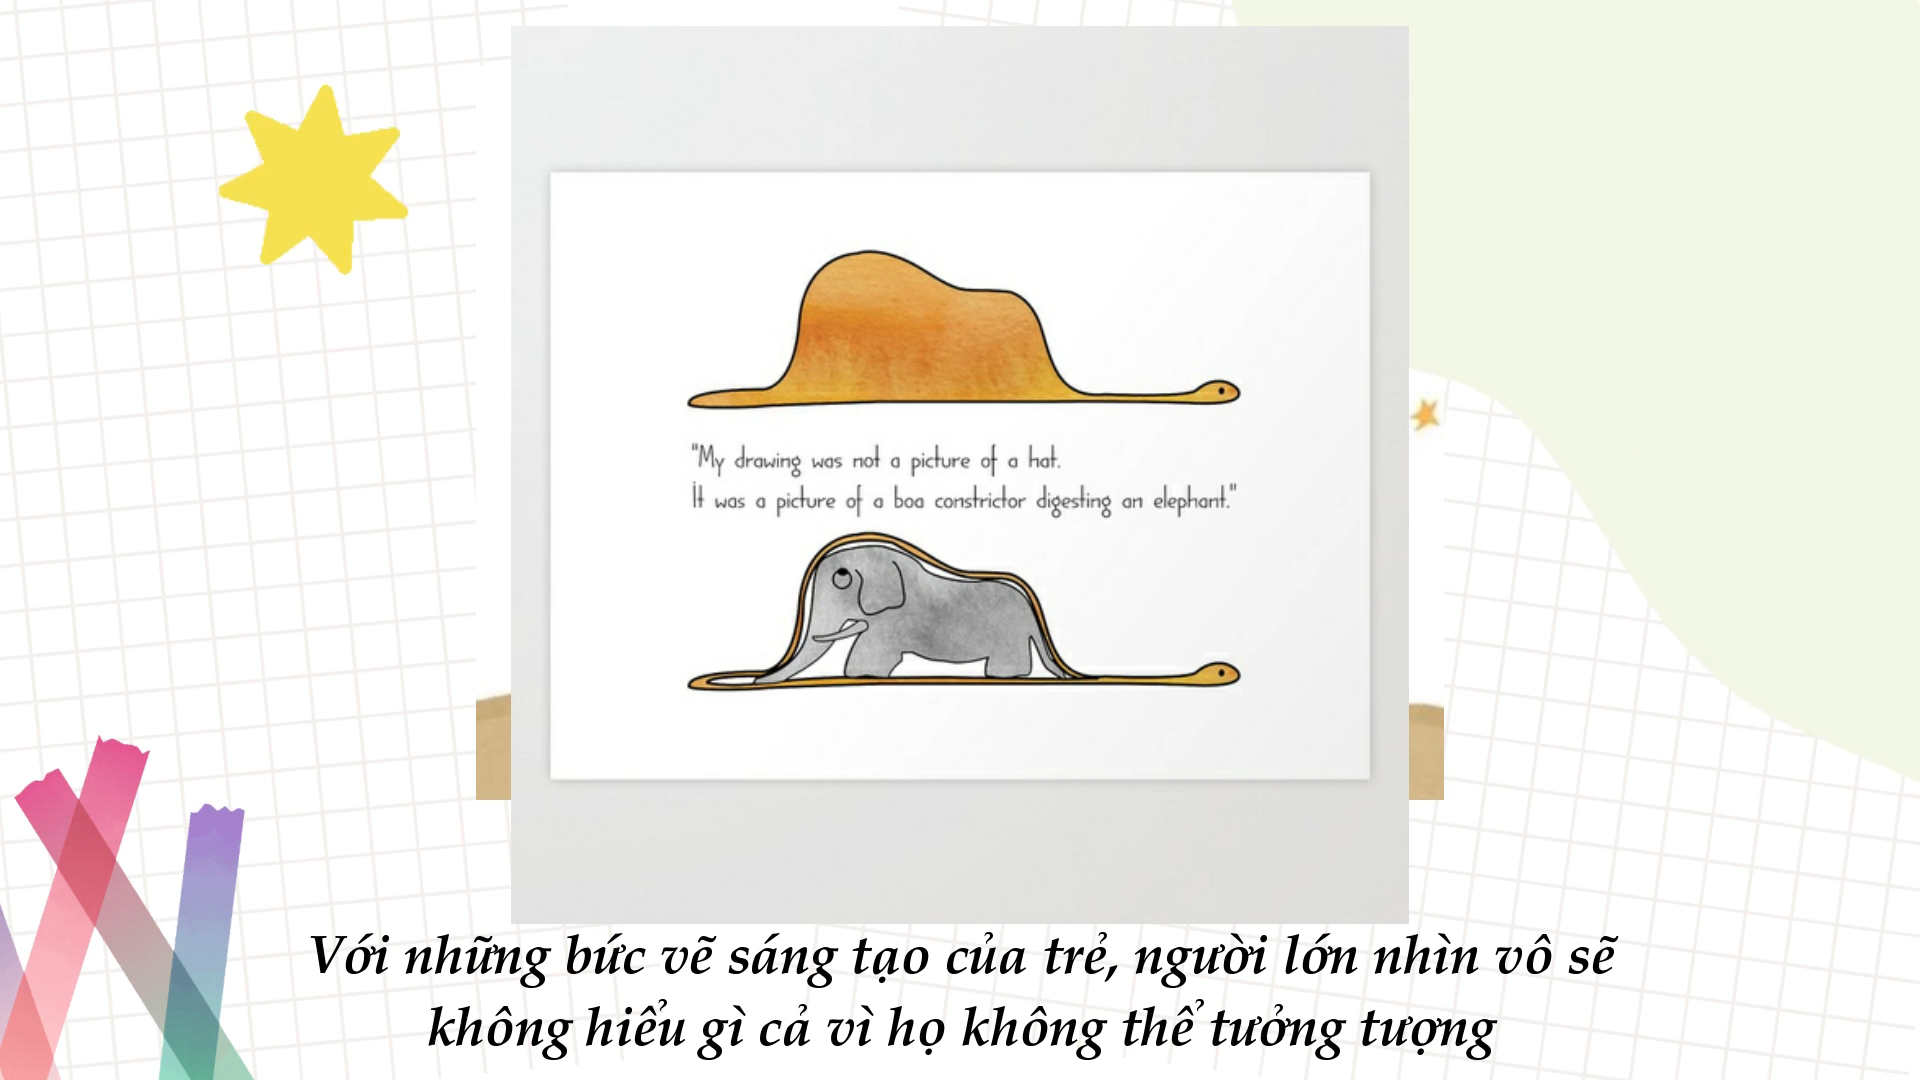 "My drawing was not a picture of a hat.
It was a picture of a boa constrictor digesting an elephant."
Với những bức vẽ sáng tạo của trẻ, người lớn nhìn vô sẽ
không hiểu gì cả vì họ không thể tưởng tượng